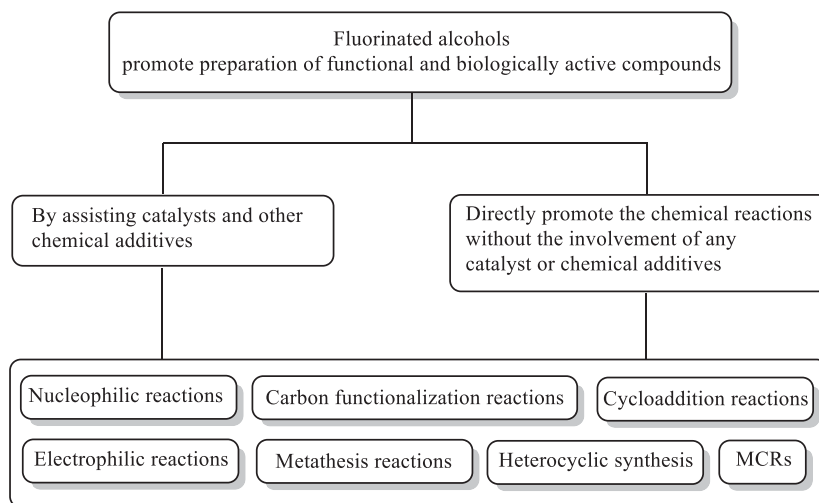 Fluorinated alcohols
promote preparation of functional and biologically active compounds
By assisting catalysts and other
chemical additives
Directly promote the chemical reactions
without the involvement of any
catalyst or chemical additives
Nucleophilic reactions
Carbon functionalization reactions
Cycloaddition reactions
Electrophilic reactions
Metathesis reactions
Heterocyclic synthesis
MCRs